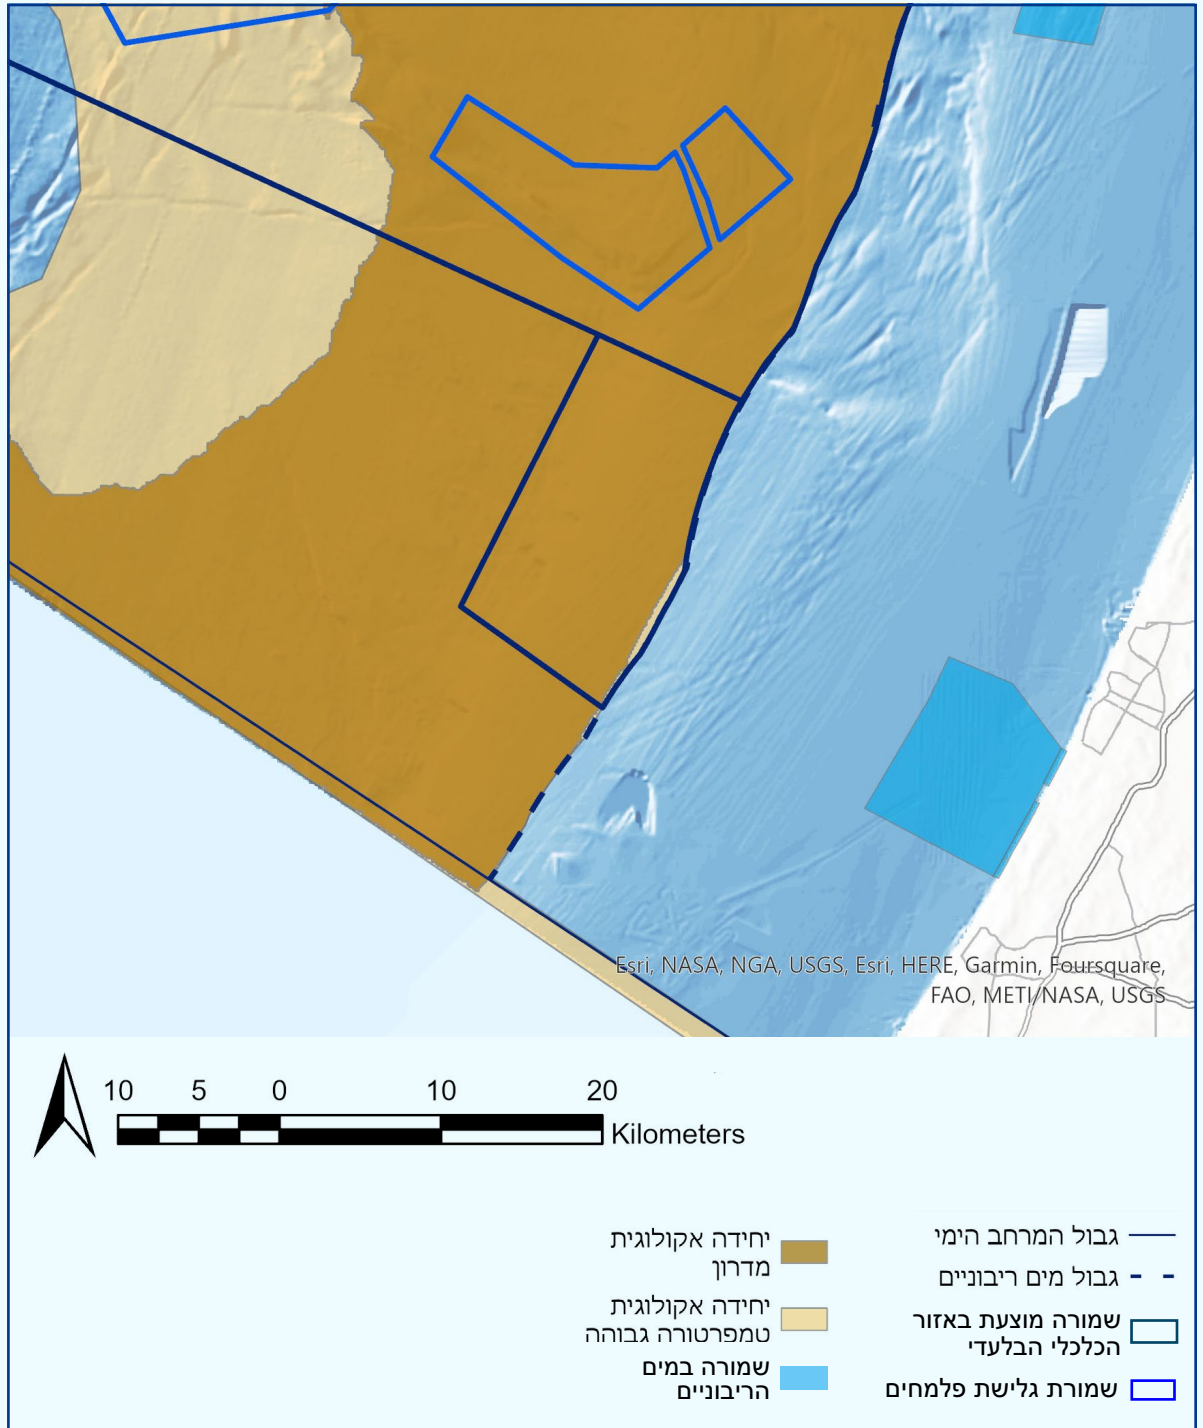 Esri, NASA, NGA, USGS, Esri, HERE, Garmin, Foursquare,
FAO, METI/NASA, USGS
10 5 0 10 20
Kilometers
גבול המרחב הימי
גבול מים ריבוניים
שמורה מוצעת באזור
הכלכלי הבלעדי
שמורת גלישת פלמחים
יחידה אקולוגית
מדרון
יחידה אקולוגית
טמפרטורה גבוהה
שמורה במים
הריבוניים